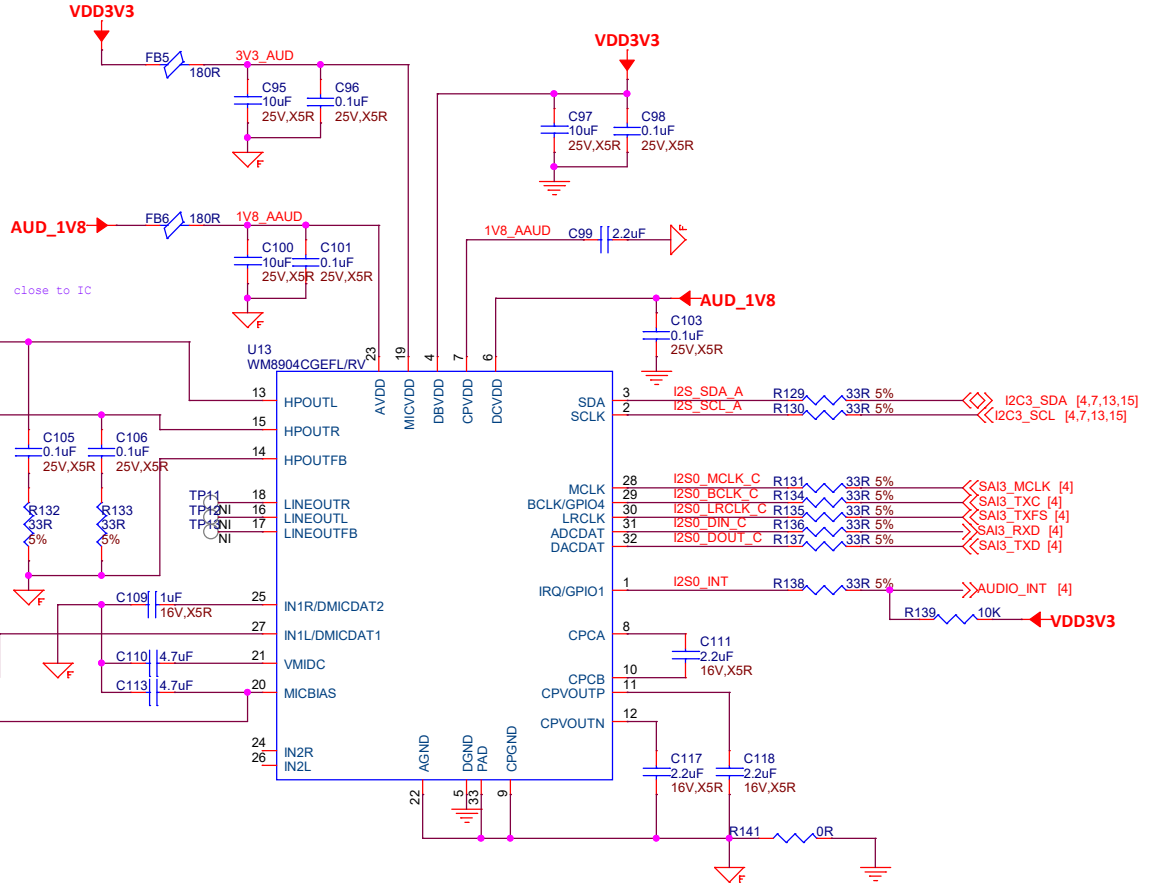 VDD3V3
FB5
180R
3V3_AUD
C95
10uF
25V,X5R
C96
0.1uF
25V,X5R
F
VDD3V3
C97
10uF
25V,X5R
C98
0.1uF
25V,X5R
AUD_1V8
FB6
180R
1V8_AAUD
C100
10uF
25V,X5R
C101
0.1uF
25V,X5R
F
1V8_AAUD
C99
2.2uF
F
close to IC
AUD_1V8
C103
0.1uF
25V,X5R
U13
WM8904CGEFL/RV
23
19
4
7
6
AVDD
MICVDD
DBVDD
CPVDD
DCVDD
13
HPOUTL
15
HPOUTR
14
HPOUTFB
C105
0.1uF
25V,X5R
C106
0.1uF
25V,X5R
R132
33R
5%
R133
33R
5%
F
TP11
18
LINEOUTR
TP12
NI
16
LINEOUTL
NI
17
LINEOUTFB
NI
C109
1uF
16V,X5R
25
IN1R/DMICDAT2
27
IN1L/DMICDAT1
F
C110
4.7uF
21
VMIDC
C113
4.7uF
20
MICBIAS
24
IN2R
26
IN2L
SDA
3
I2S_SDA_A
R129
33R
5%
I2C3_SDA [4,7,13,15]
SCLK
2
I2S_SCL_A
R130
33R
5%
I2C3_SCL [4,7,13,15]
MCLK
28
I2S0_MCLK_C
R131
33R
5%
SAI3_MCLK [4]
BCLK/GPIO4
29
I2S0_BCLK_C
R134
33R
5%
SAI3_TXC [4]
LRCLK
30
I2S0_LRCLK_C
R135
33R
5%
SAI3_TXFS [4]
ADCDAT
31
I2S0_DIN_C
R136
33R
5%
SAI3_RXD [4]
DACDAT
32
I2S0_DOUT_C
R137
33R
5%
SAI3_TXD [4]
IRQ/GPIO1
1
I2S0_INT
R138
33R
5%
AUDIO_INT [4]
R139
10K
VDD3V3
CPCA
8
C111
2.2uF
16V,X5R
CPCB
10
CPVOUTP
11
CPVOUTN
12
AGND
DGND
PAD
CPGND
22
5
33
9
C117
2.2uF
16V,X5R
C118
2.2uF
16V,X5R
R141
0R
F